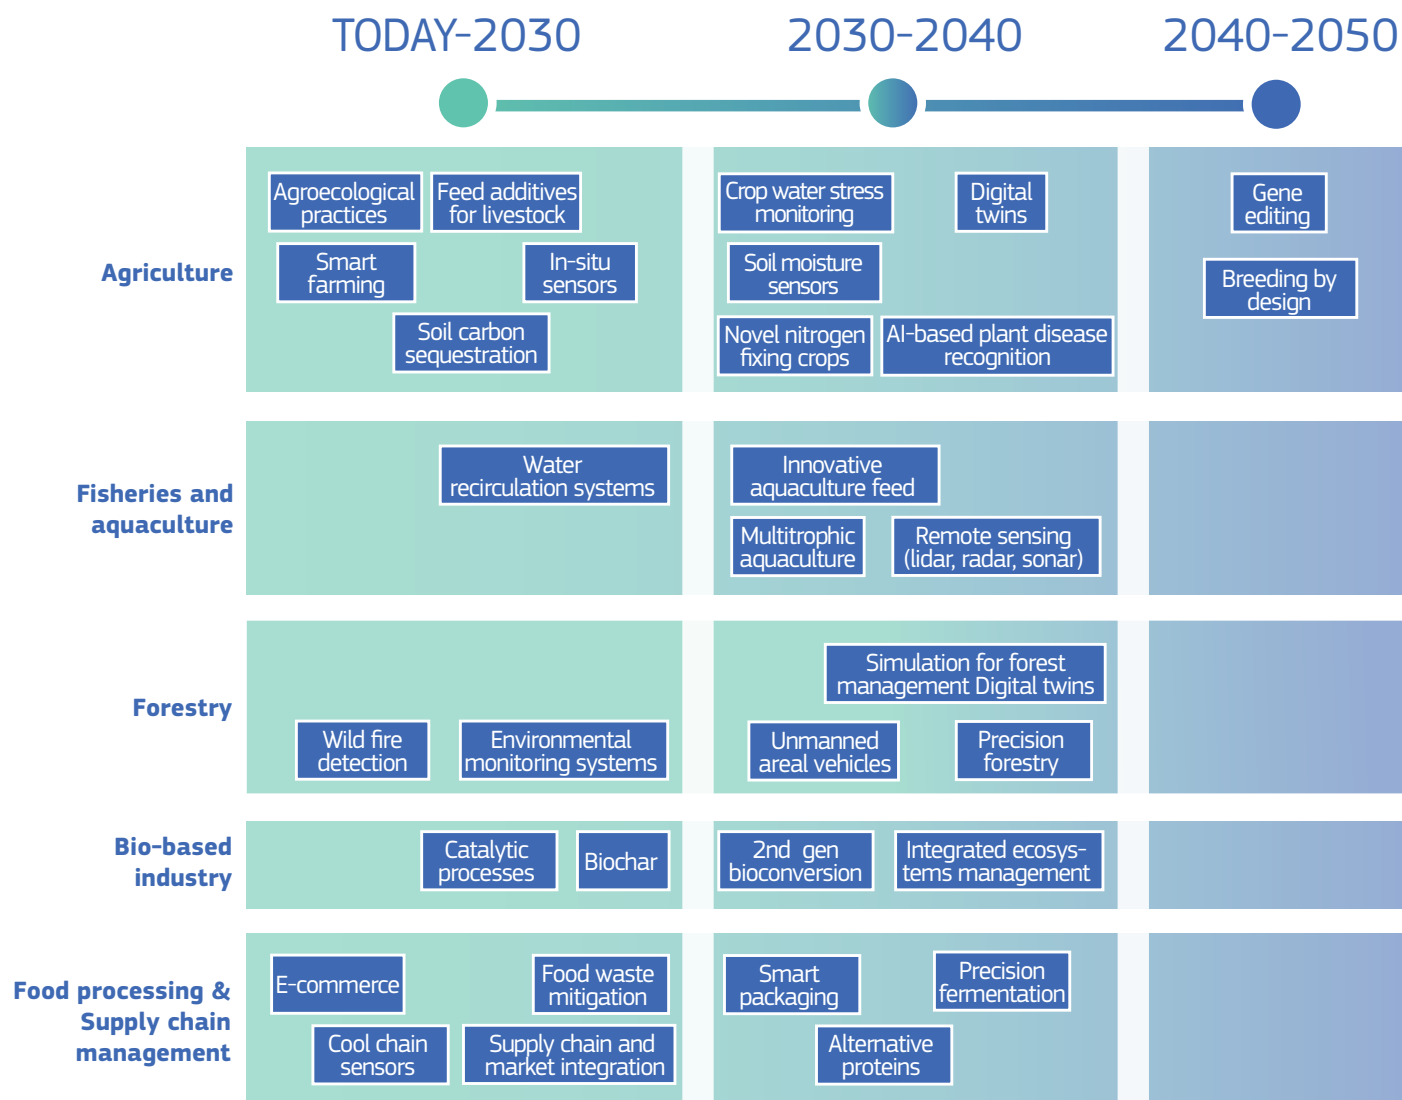 TODAY-2030
2030-2040
2040-2050
Agriculture
Agroecological
practices
Feed additives
for livestock
Smart
farming
In-situ
sensors
Soil carbon
sequestration
Crop water stress
monitoring
Digital
twins
Soil moisture
sensors
Novel nitrogen
fixing crops
AI-based plant disease
recognition
Gene
editing
Breeding by
design
Fisheries and
aquaculture
Water
recirculation systems
Innovative
aquaculture feed
Multitrophic
aquaculture
Remote sensing
(lidar, radar, sonar)
Forestry
Wild fire
detection
Environmental
monitoring systems
Simulation for forest
management Digital twins
Unmanned
areal vehicles
Precision
forestry
Bio-based
industry
Catalytic
processes
Biochar
2nd gen
bioconversion
Integrated ecosys-
tems management
Food processing &
Supply chain
management
E-commerce
Food waste
mitigation
Cool chain
sensors
Supply chain and
market integration
Smart
packaging
Precision
fermentation
Alternative
proteins